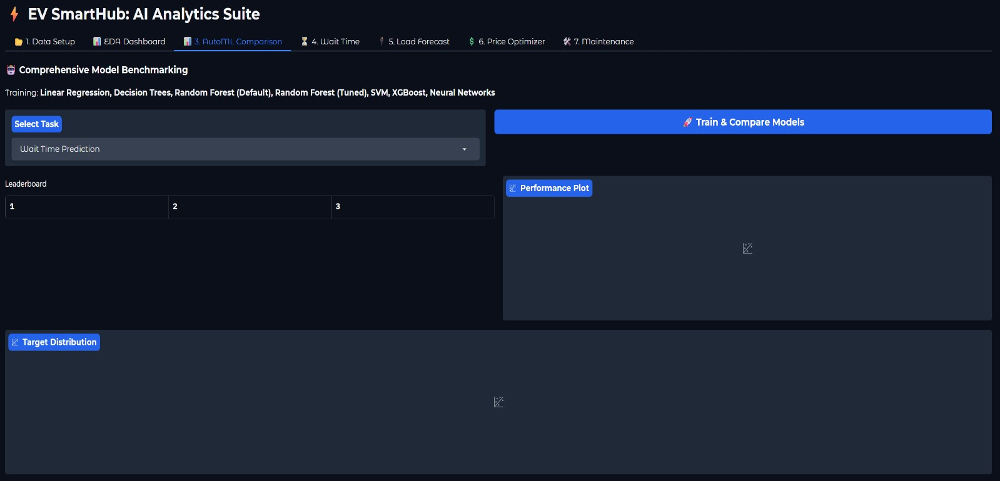 EV SmartHub: AI Analytics Suite
1. Data Setup
EDA Dashboard
3. AutoML Comparison
4. Wait Time
5. Load Forecast
6. Price Optimizer
7. Maintenance
Comprehensive Model Benchmarking
Training: Linear Regression, Decision Trees, Random Forest (Default), Random Forest (Tuned), SVM, XGBoost, Neural Networks
Select Task
Wait Time Prediction
Train & Compare Models
Leaderboard
1 2 3
Performance Plot
Target Distribution